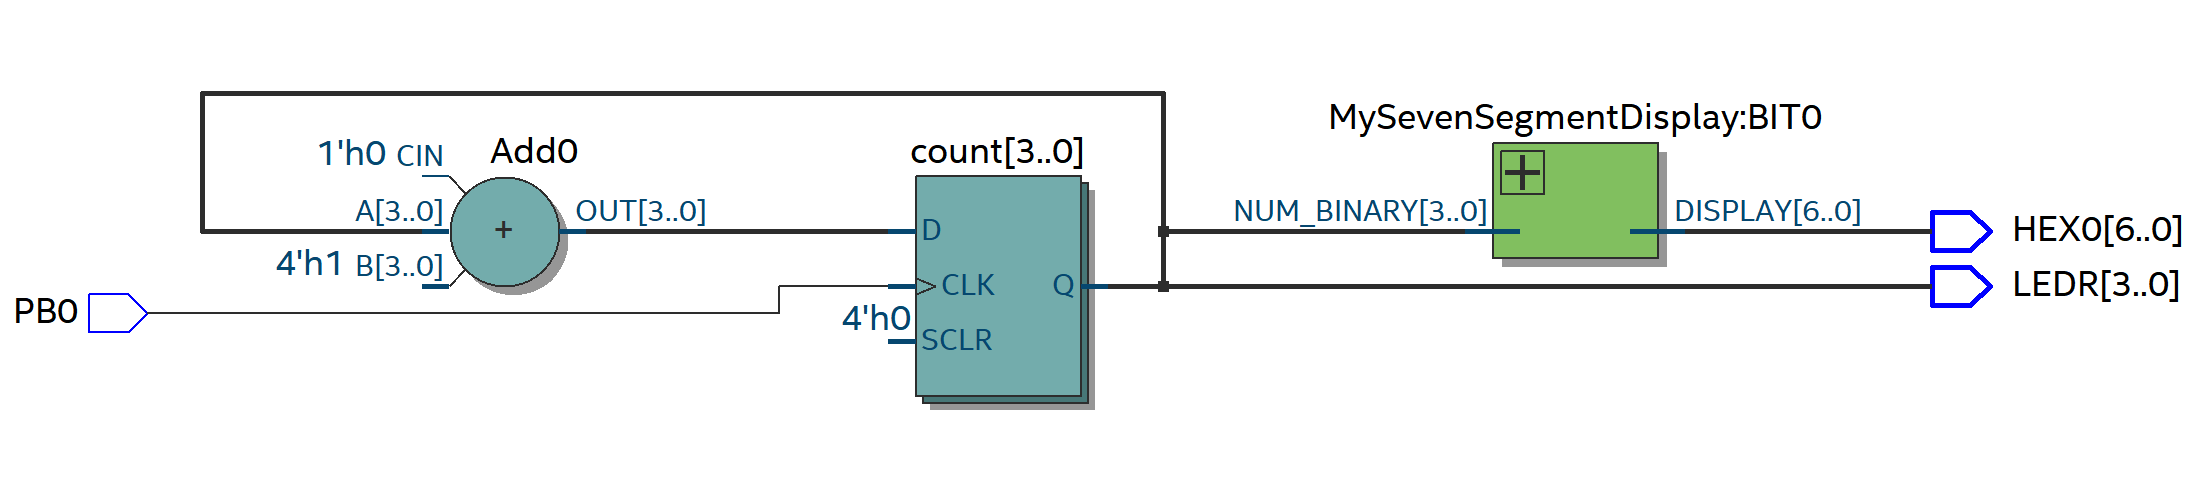 MySevenSegmentDisplay:BIT0
1'h0 CIN
Add0
count[3..0]
A[3..0]
+
OUT[3..0]
D
NUM_BINARY[3..0]
DISPLAY[6..0]
HEX0[6..0]
4'h1 B[3..0]
CLK
Q
LEDR[3..0]
PB0
4'h0
SCLR